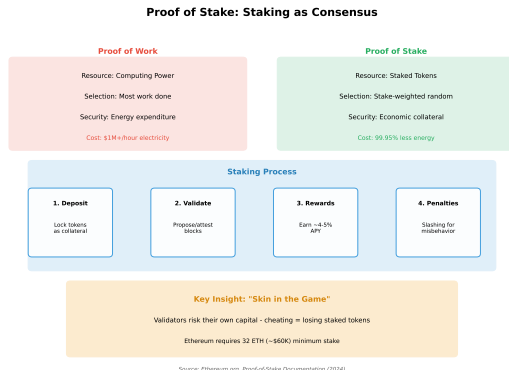 Proof of Stake: Staking as Consensus
Proof of Work
Resource: Computing Power
Selection: Most work done
Security: Energy expenditure
Cost: $1M+/hour electricity
Proof of Stake
Resource: Staked Tokens
Selection: Stake-weighted random
Security: Economic collateral
Cost: 99.95% less energy
Staking Process
1. Deposit
Lock tokens
as collateral
2. Validate
Propose/attest
blocks
3. Rewards
Earn ~4-5%
APY
4. Penalties
Slashing for
misbehavior
Key Insight: "Skin in the Game"
Validators risk their own capital - cheating = losing staked tokens
Ethereum requires 32 ETH (~$60K) minimum stake
Source: Ethereum.org, Proof-of-Stake Documentation (2024)